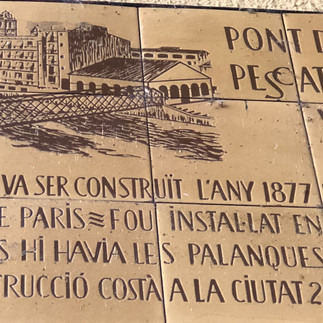 PONT D
PESCAT
VA SER CONSTRUÏT L'ANY 1877
E PARIS FOU INSTAL·LAT EN
S HI HAVIA LES PALANQUES
TRUCCIÓ COSTÀ A LA CIUTAT 2